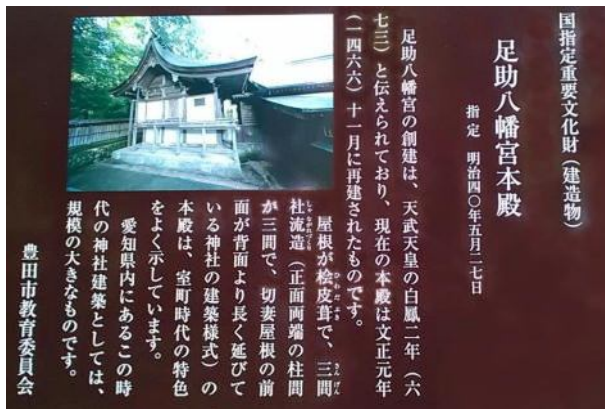 国指定重要文化財(建造物)
足助八幡宮本殿
指定 明治四〇年五月二七日
足助八幡宮の創建は、天武天皇の白鳳二年(六
七三)と伝えられており、現在の本殿は文正元年
(一四六六)十一月に再建されたものです。
屋根が桧皮葺で、三間
社流造(正面両端の柱間
が三間で、切妻屋根の前
面が背面より長く延びて
いる神社の建築様式)の
本殿は、室町時代の特色
をよく示しています。
愛知県内にあるこの時
代の神社建築としては、
規模の大きなものです。
豊田市教育委員会